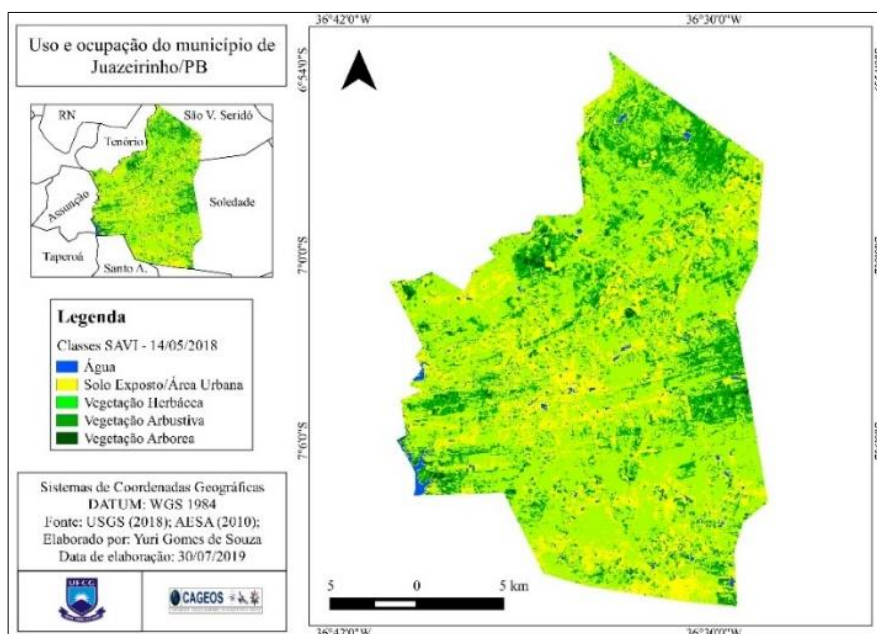 Uso e ocupação do município de
Juazeirinho/PB
RN
São V. Seridó
Tenório
Assunção
Soledade
Taperoá
Santo A.
Legenda
Classes SAVI - 14/05/2018
Água
Solo Exposto/Área Urbana
Vegetação Herbácea
Vegetação Arbustiva
Vegetação Arborea
Sistemas de Coordenadas Geográficas
DATUM: WGS 1984
Fonte: USGS (2018); AESA (2010);
Elaborado por: Yuri Gomes de Souza
Data de elaboração: 30/07/2019
UFCG
CAGEOS
36°42'0"W
36°30'0"W
6°54'0"S
7°0'0"S
7°6'0"S
5
0
5 km
36°42'0"W
36°30'0"W